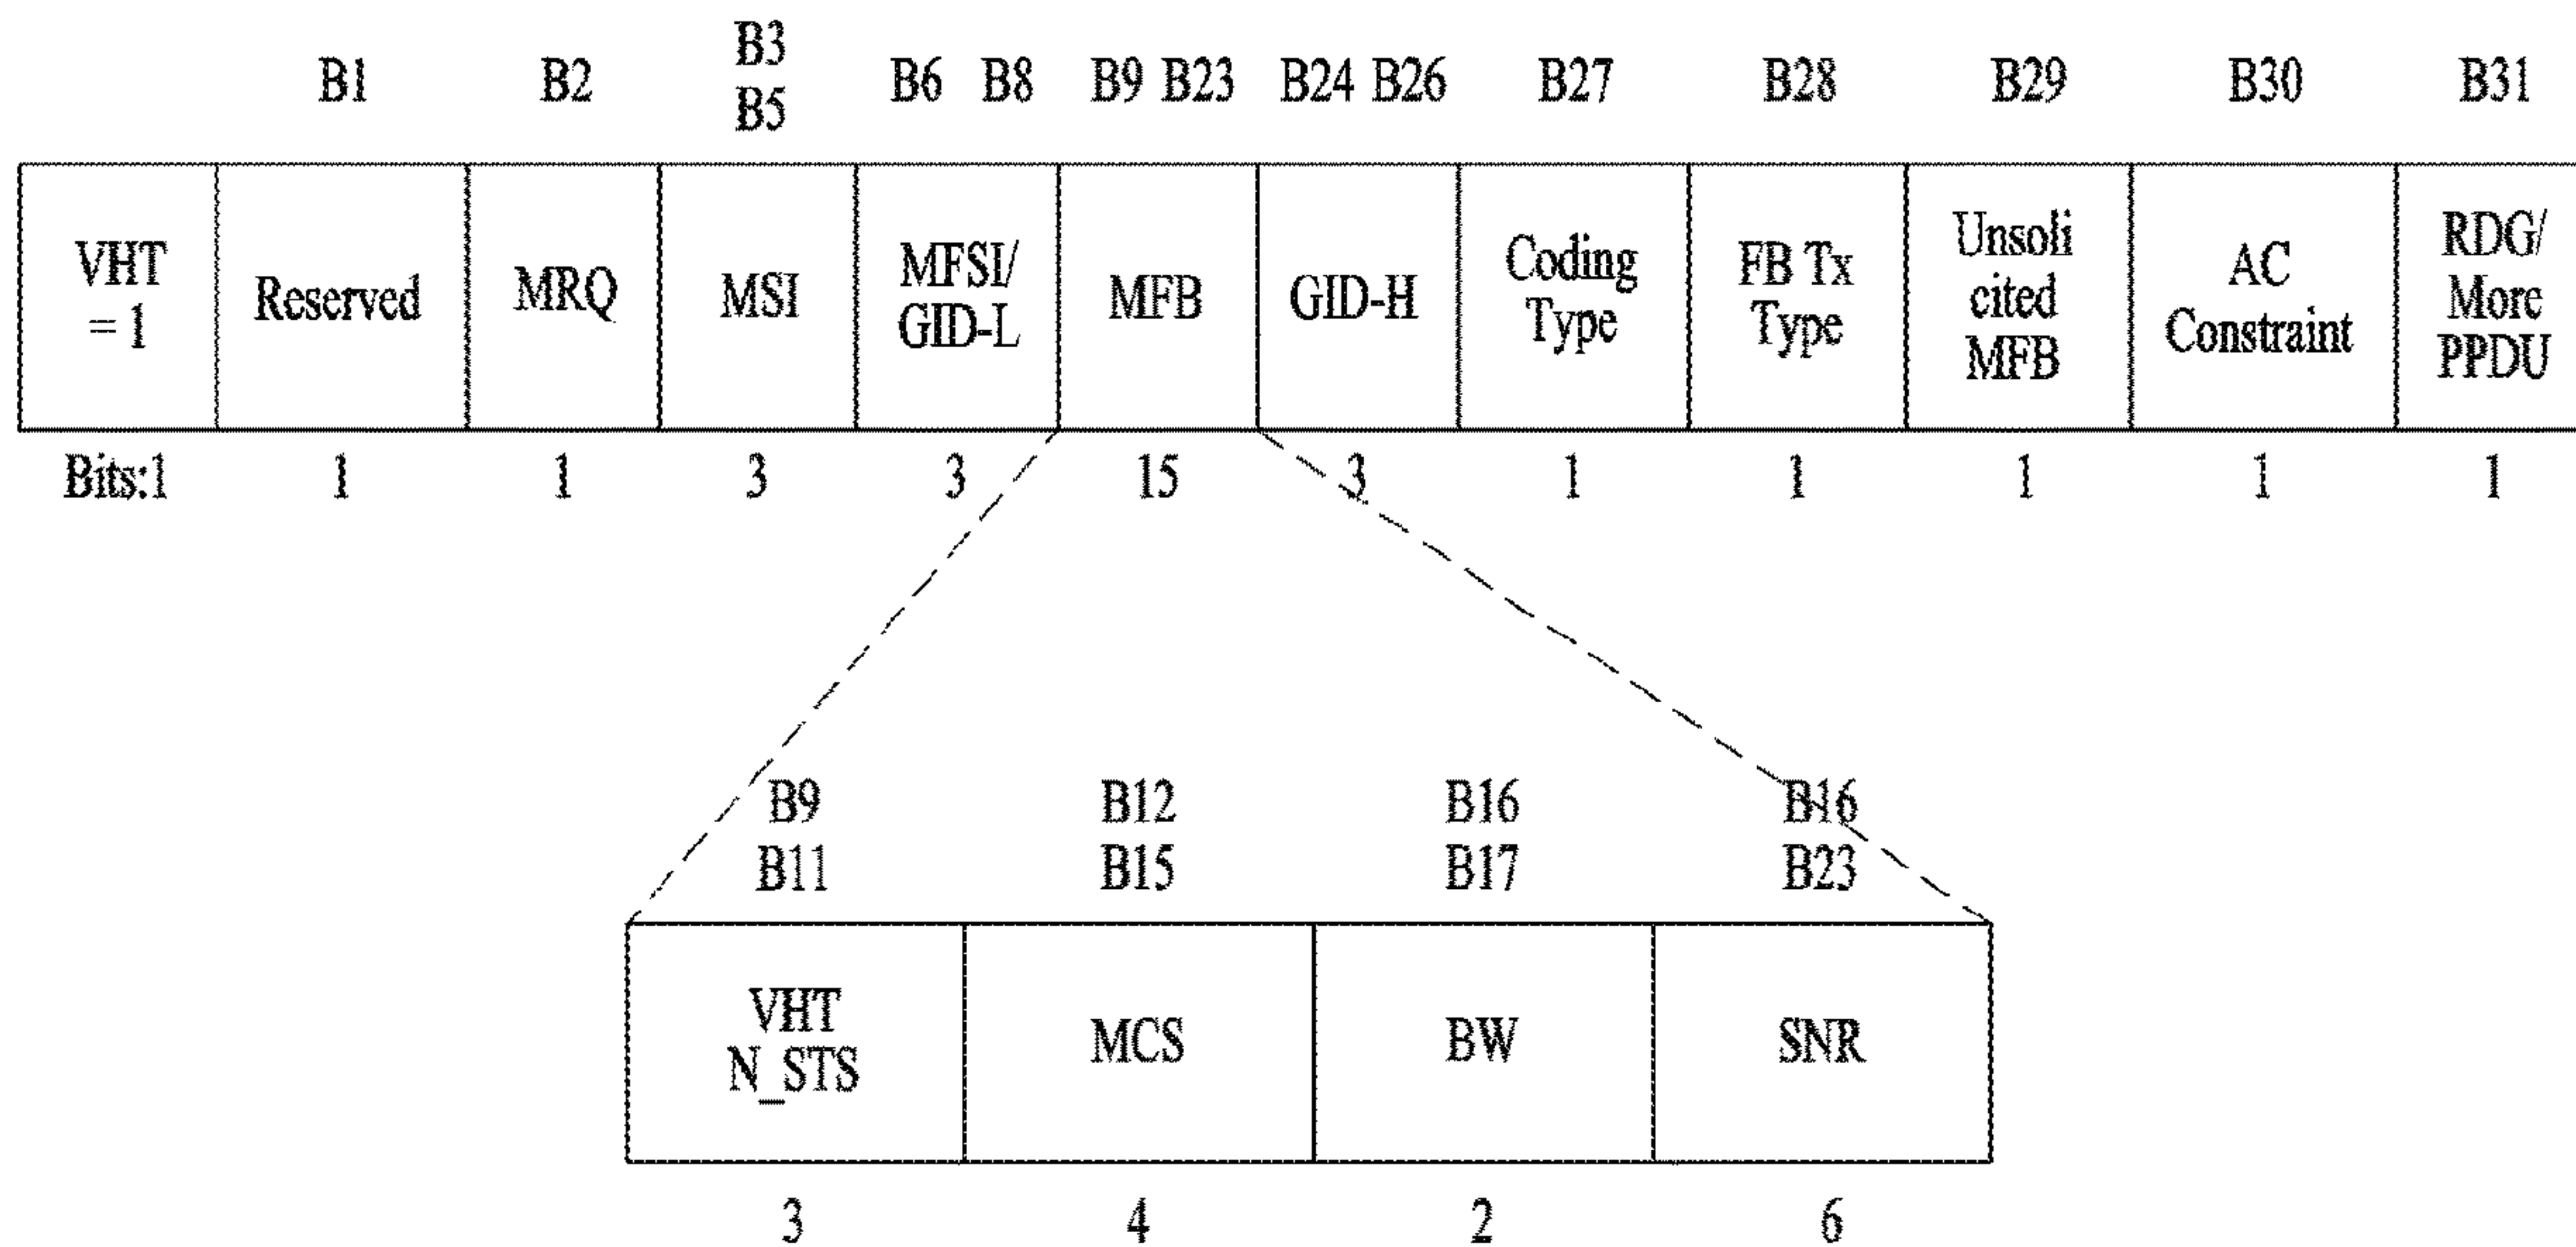 B1 B2 B3 B5 B6 B8 B9 B23 B24 B26 B27 B28 B29 B30 B31
VHT = 1
Reserved
MRQ
MSI
MFSI/ GID-L
MFB
GID-H
Coding Type
FB Tx Type
Unsoli cited MFB
AC Constraint
RDG/ More PPDU
Bits:1 1 1 3 3 15 3 1 1 1 1 1
B9 B12 B16 B16
B11 B15 B17 B23
VHT N_STS
MCS
BW
SNR
3 4 2 6